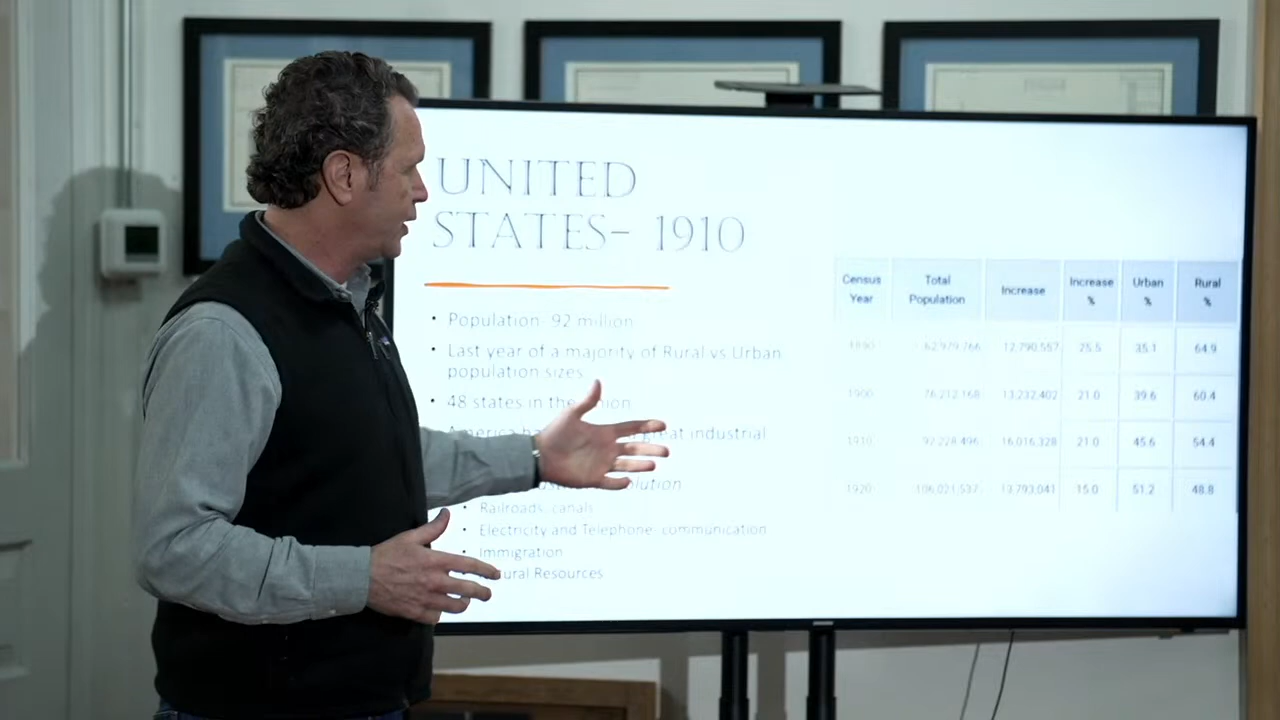 UNITED
STATES– 1910
• Population: 92 million
• Last year of a majority of Rural vs Urban
population sizes
• 48 states in the
America great industrial
• Railroads, canals
• Electricity and Telephone: communication
• Immigration
• Resources
Census Year Total Population Increase Increase % Urban % Rural %
1890 62,979,766 12,790,557 25.5 35.1 64.9
1900 76,212,168 13,232,402 21.0 39.6 60.4
1910 92,228,496 16,016,328 21.0 45.6 54.4
1920 106,021,537 13,793,041 15.0 51.2 48.8